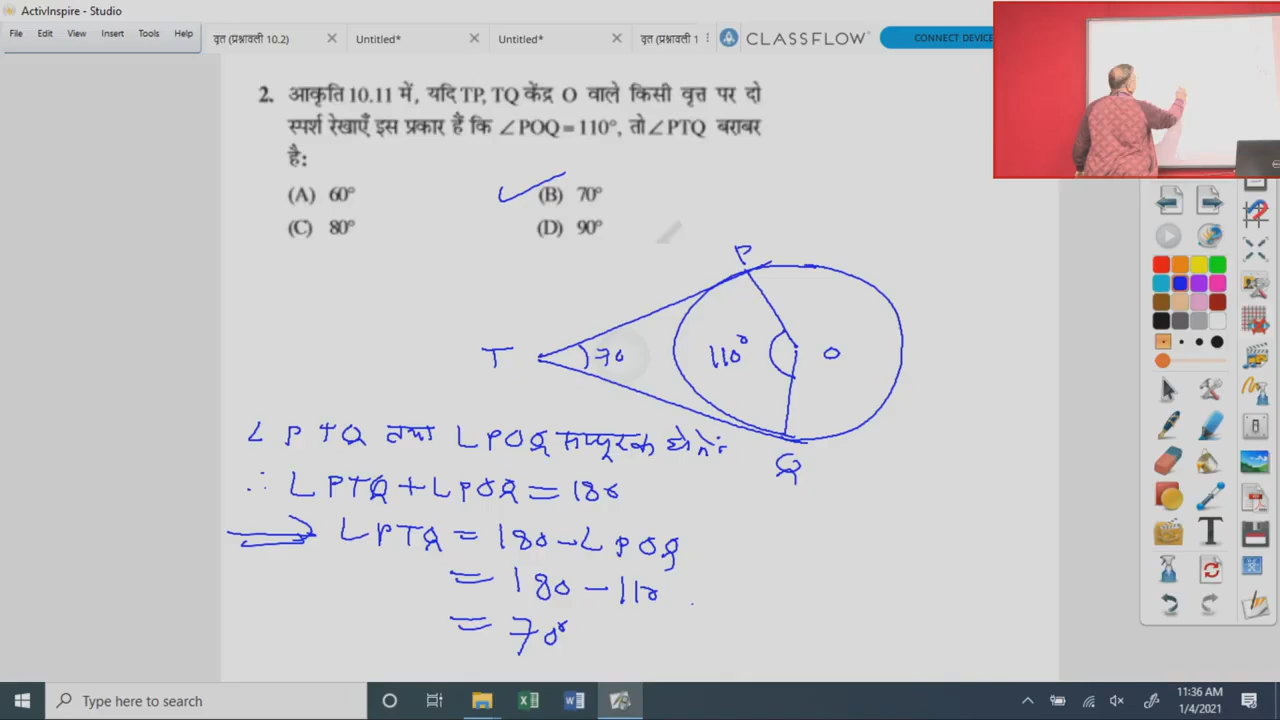 ActivInspire - Studio
File Edit View Insert Tools Help
वृत (प्रश्नावली 10.2) Untitled* Untitled* वृत (प्रश्नावली 1 CLASSFLOW CONNECT DEVICE
2. आकृति 10.11 में, यदि TP, TQ केंद्र O वाले किसी वृत्त पर दो
स्पर्श रेखाएँ इस प्रकार हैं कि ∠POQ = 110°, तो ∠PTQ बराबर
है:
(A) 60° (B) 70°
(C) 80° (D) 90°
P
T 70 110° O
Q
∠PTQ तथा ∠POQ सम्पूरक होंगे
∴ ∠PTQ + ∠POQ = 180
⇒ ∠PTQ = 180 - ∠POQ
= 180 - 110
= 70°
Type here to search
11:36 AM
1/4/2021